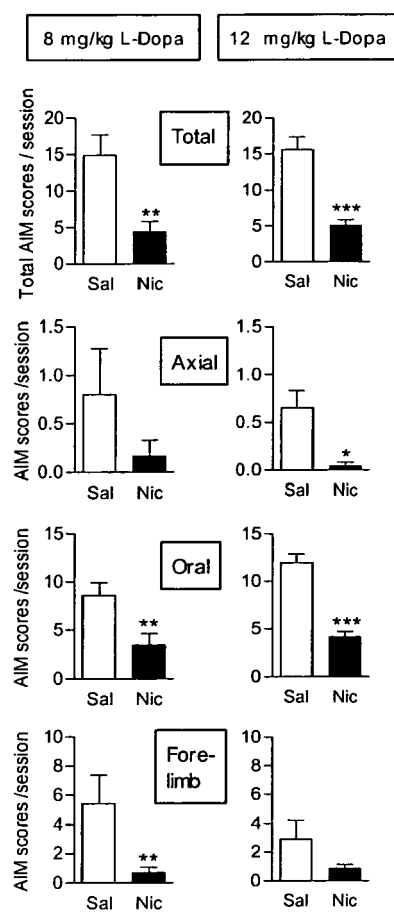 8 mg/kg L-Dopa
12 mg/kg L-Dopa
Total AIM scores / session
20
15
10
5
0
**
Sal Nic
Total
20
15
10
5
0
***
Sal Nic
AIM scores /session
1.5
1.0
0.5
0.0
Sal Nic
Axial
1.5
1.0
0.5
0.0
*
Sal Nic
AIM scores /session
15
10
5
0
**
Sal Nic
Oral
15
10
5
0
***
Sal Nic
AIM scores/session
10
8
6
4
2
0
**
Sal Nic
Fore-
limb
10
8
6
4
2
0
Sal Nic